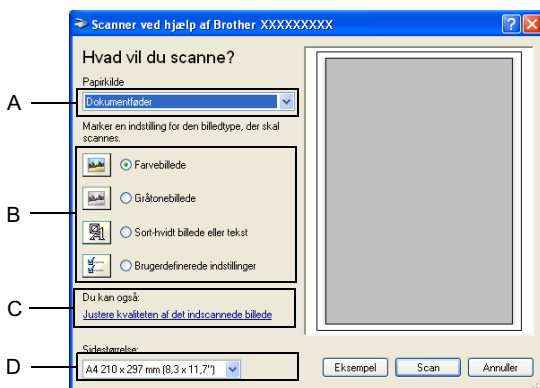 Scanner ved hjælp af Brother XXXXXXXXX
Hvad vil du scanne?
Papirkilde
A
Dokumentføder
Marker en indstilling for den billedtype, der skal
scannes.
B
Farvebillede
Gråtonebillede
Sort-hvidt billede eller tekst
Brugerdefinerede indstillinger
C
Du kan også:
Justere kvaliteten af det indscannede billede
Sidestørrelse:
D
A4 210 x 297 mm (8,3 x 11,7")
Eksempel
Scan
Annuller